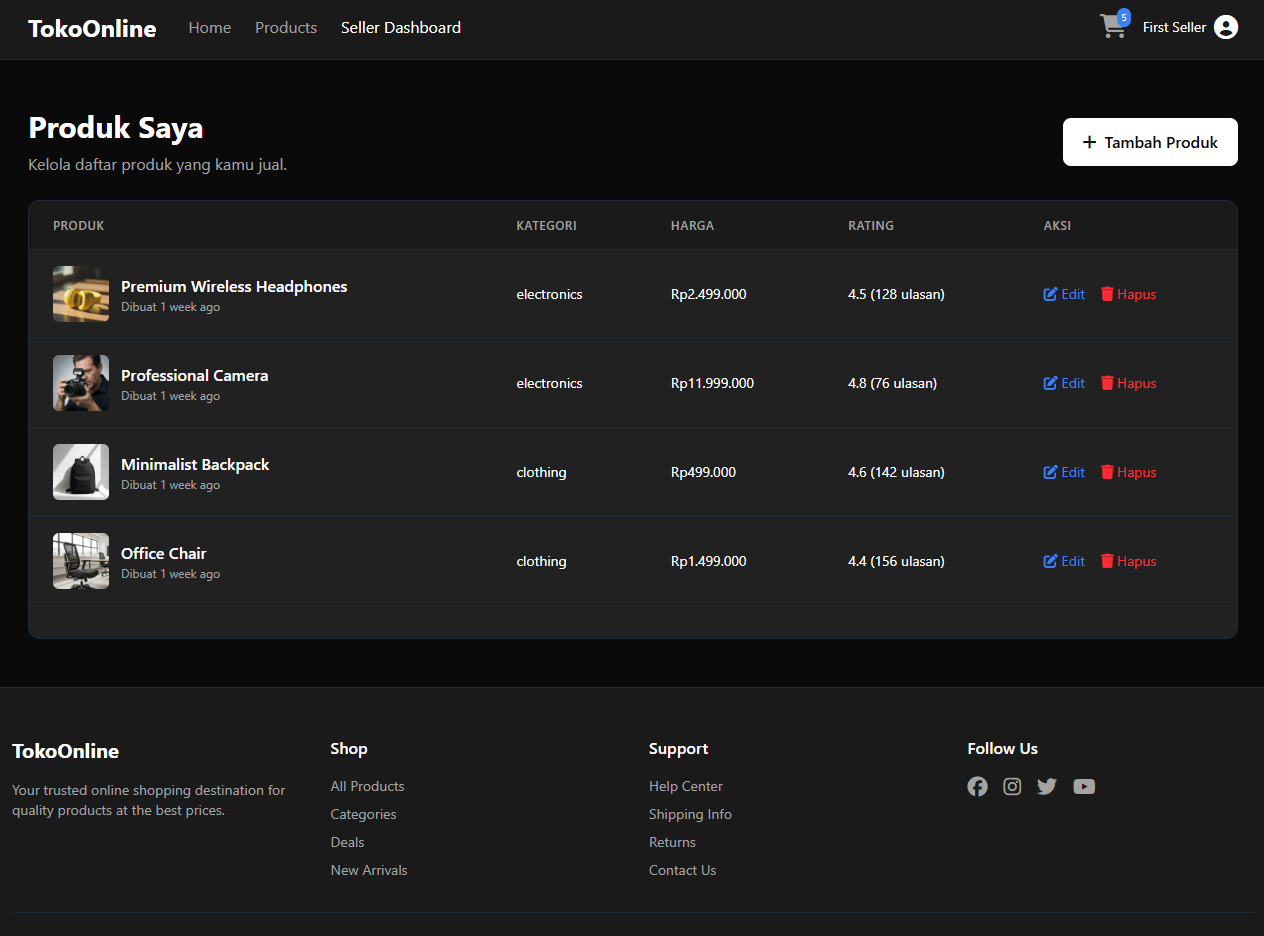 TokoOnline Home Products Seller Dashboard 5 First Seller
Produk Saya
Kelola daftar produk yang kamu jual.
Tambah Produk
PRODUK KATEGORI HARGA RATING AKSI
Premium Wireless Headphones
Dibuat 1 week ago
electronics Rp2.499.000 4.5 (128 ulasan) Edit Hapus
Professional Camera
Dibuat 1 week ago
electronics Rp11.999.000 4.8 (76 ulasan) Edit Hapus
Minimalist Backpack
Dibuat 1 week ago
clothing Rp499.000 4.6 (142 ulasan) Edit Hapus
Office Chair
Dibuat 1 week ago
clothing Rp1.499.000 4.4 (156 ulasan) Edit Hapus
TokoOnline
Your trusted online shopping destination for
quality products at the best prices.
Shop
All Products
Categories
Deals
New Arrivals
Support
Help Center
Shipping Info
Returns
Contact Us
Follow Us